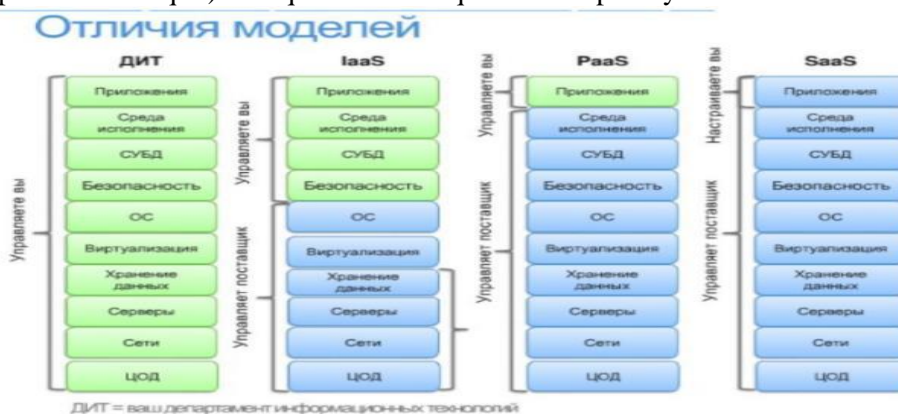 Отличия моделей
ДИТ
IaaS
PaaS
SaaS
Управляете вы
Приложения
Среда
исполнения
СУБД
Безопасность
ОС
Виртуализация
Хранение
данных
Серверы
Сети
ЦОД
Управляете вы
Управляет поставщик
Приложения
Среда
исполнения
СУБД
Безопасность
ОС
Виртуализация
Хранение
данных
Серверы
Сети
ЦОД
Управляете вы
Управляет поставщик
Приложения
Среда
исполнения
СУБД
Безопасность
ОС
Виртуализация
Хранение
данных
Серверы
Сети
ЦОД
Настраиваете вы
Управляет поставщик
Приложения
Среда
исполнения
СУБД
Безопасность
ОС
Виртуализация
Хранение
данных
Серверы
Сети
ЦОД
ДИТ = ваш департамент информационных технологий